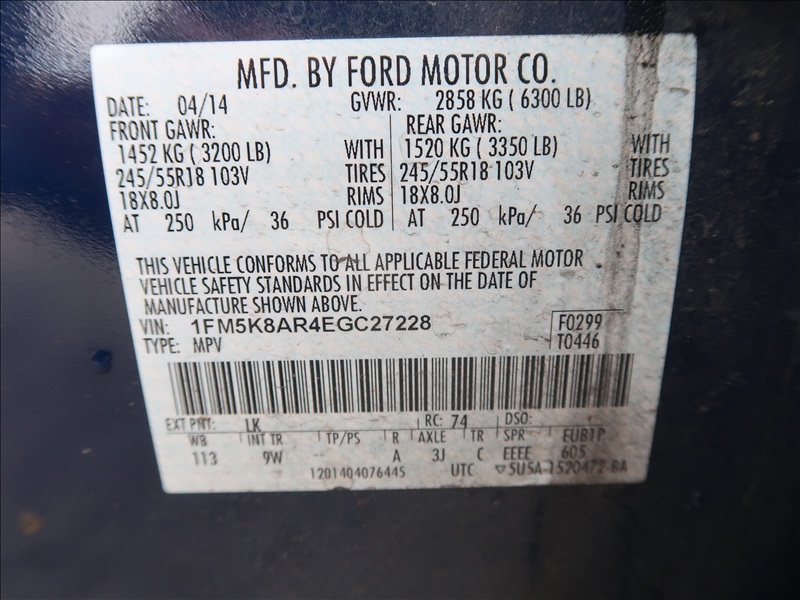 MFD. BY FORD MOTOR CO.
DATE: 04/14 GVWR: 2858 KG ( 6300 LB)
FRONT GAWR: REAR GAWR:
1452 KG ( 3200 LB) WITH 1520 KG ( 3350 LB) WITH
245/55R18 103V TIRES 245/55R18 103V TIRES
18X8.0J RIMS 18X8.0J RIMS
AT 250 kPa/ 36 PSI COLD AT 250 kPa/ 36 PSI COLD
THIS VEHICLE CONFORMS TO ALL APPLICABLE FEDERAL MOTOR
VEHICLE SAFETY STANDARDS IN EFFECT ON THE DATE OF
MANUFACTURE SHOWN ABOVE.
VIN: 1FM5K8AR4EGC27228 F0299
TYPE: MPV T0446
EXT PNT: LK RC: 74 DSO:
WB INT TR TP/PS R AXLE TR SPR EUB1P
113 9W A 3J C EEEE 605
1201404076445 UTC ▽5U5A-1520472-BA